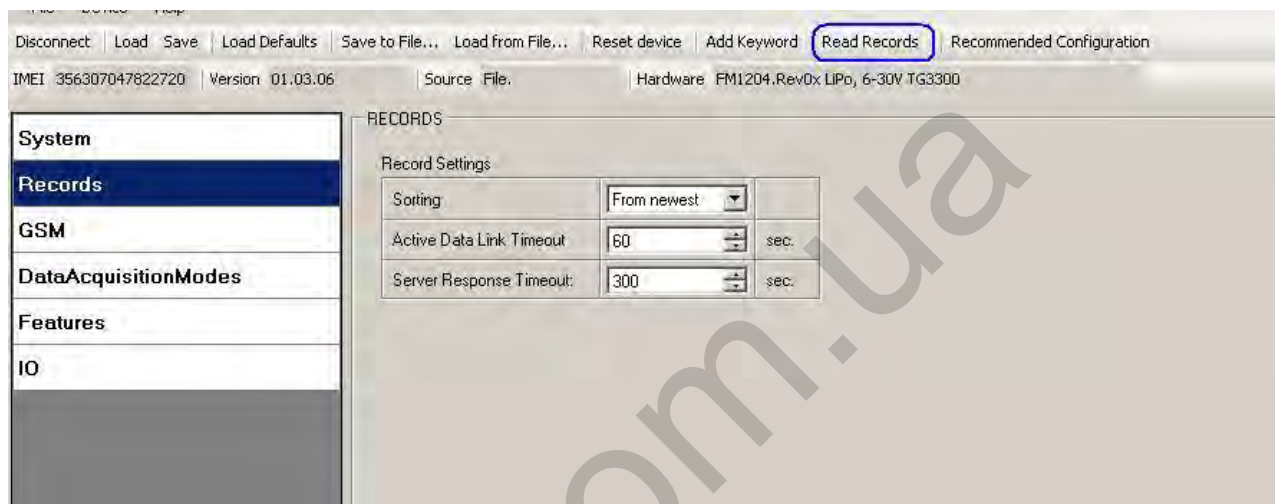 Disconnect Load Save Load Defaults Save to File... Load from File... Reset device Add Keyword Read Records Recommended Configuration
IMEI 356307047822720 Version 01.03.06 Source File. Hardware FM1204.Rev0x LiPo, 6-30V TG3300
RECORDS
System
Records
GSM
DataAcquisitionModes
Features
IO
Record Settings
Sorting From newest
Active Data Link Timeout 60 sec.
Server Response Timeout: 300 sec.
om.ua